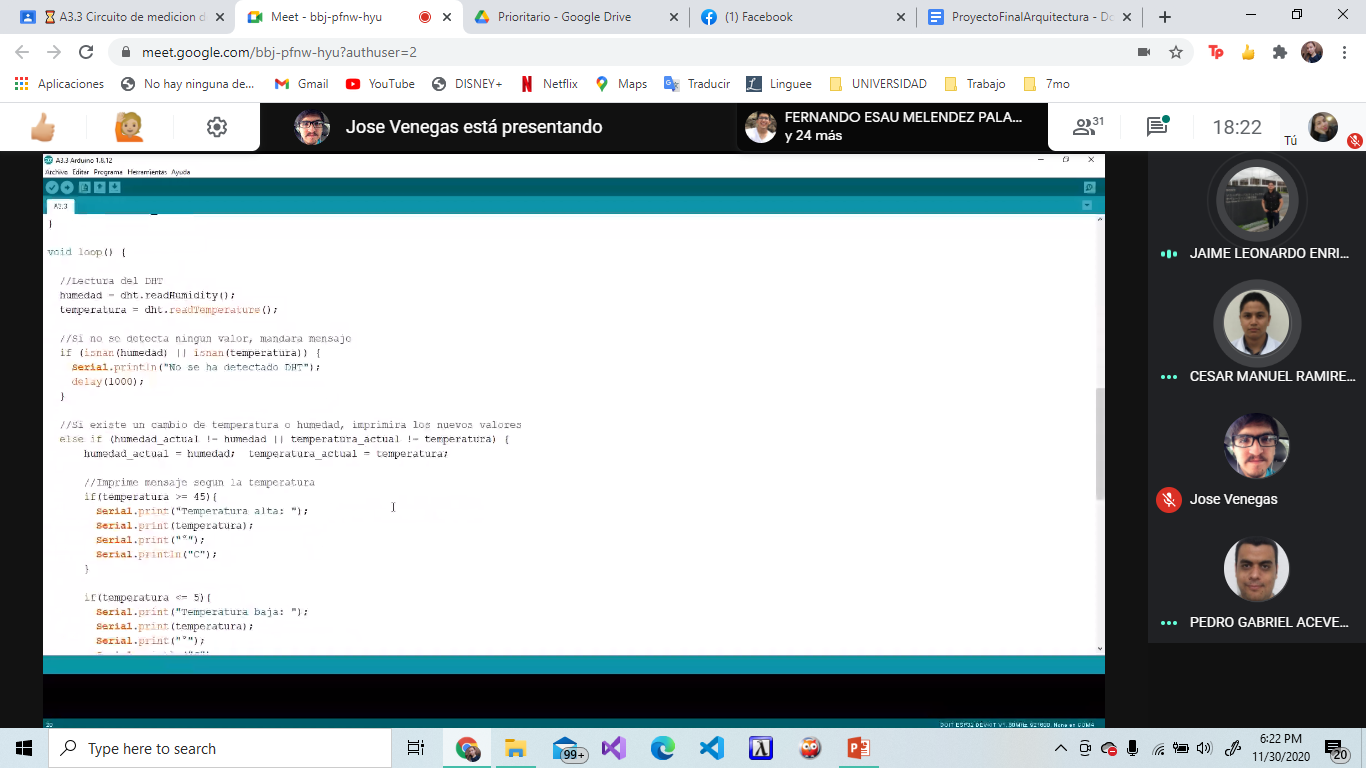 A3.3 Circuito de medicion d
Meet - bbj-pfnw-hyu
Prioritario - Google Drive
(1) Facebook
ProyectoFinalArquitectura - Do
meet.google.com/bbj-pfnw-hyu?authuser=2
Aplicaciones
No hay ninguna de...
Gmail
YouTube
DISNEY+
Netflix
Maps
Traducir
Linguee
UNIVERSIDAD
Trabajo
7mo
Jose Venegas está presentando
FERNANDO ESAU MELENDEZ PALA...
y 24 más
31
18:22
Tú
A3.3 Arduino 1.8.12
Archivo Editar Programa Herramientas Ayuda
A3.3
}
void loop() {
//Lectura del DHT
humedad = dht.readHumidity();
temperatura = dht.readTemperature();
//Si no se detecta ningun valor, mandara mensaje
if (isnan(humedad) || isnan(temperatura)) {
Serial.println("No se ha detectado DHT");
delay(1000);
}
//Si existe un cambio de temperatura o humedad, imprimira los nuevos valores
else if (humedad_actual != humedad || temperatura_actual != temperatura) {
humedad_actual = humedad;  temperatura_actual = temperatura;
//Imprime mensaje segun la temperatura
if(temperatura >= 45){
Serial.print("Temperatura alta: ");
Serial.print(temperatura);
Serial.print("°");
Serial.println("C");
}
if(temperatura <= 5){
Serial.print("Temperatura baja: ");
Serial.print(temperatura);
Serial.print("°");
JAIME LEONARDO ENRI...
CESAR MANUEL RAMIRE...
Jose Venegas
PEDRO GABRIEL ACEVE...
Type here to search
99+
6:22 PM
11/30/2020
20